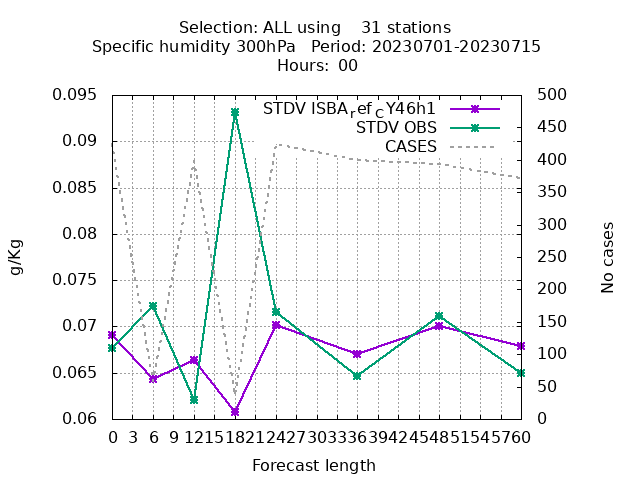 Selection: ALL using    31 stations
Specific humidity 300hPa   Period: 20230701-20230715
Hours: 00
STDV ISBA_ref_CY46h1
STDV OBS
CASES
0.095
0.09
0.085
0.08
0.075
0.07
0.065
0.06
g/Kg
500
450
400
350
300
250
200
150
100
50
0
No cases
0 3 6 9 12 15 18 21 24 27 30 33 36 39 42 45 48 51 54 57 60
Forecast length